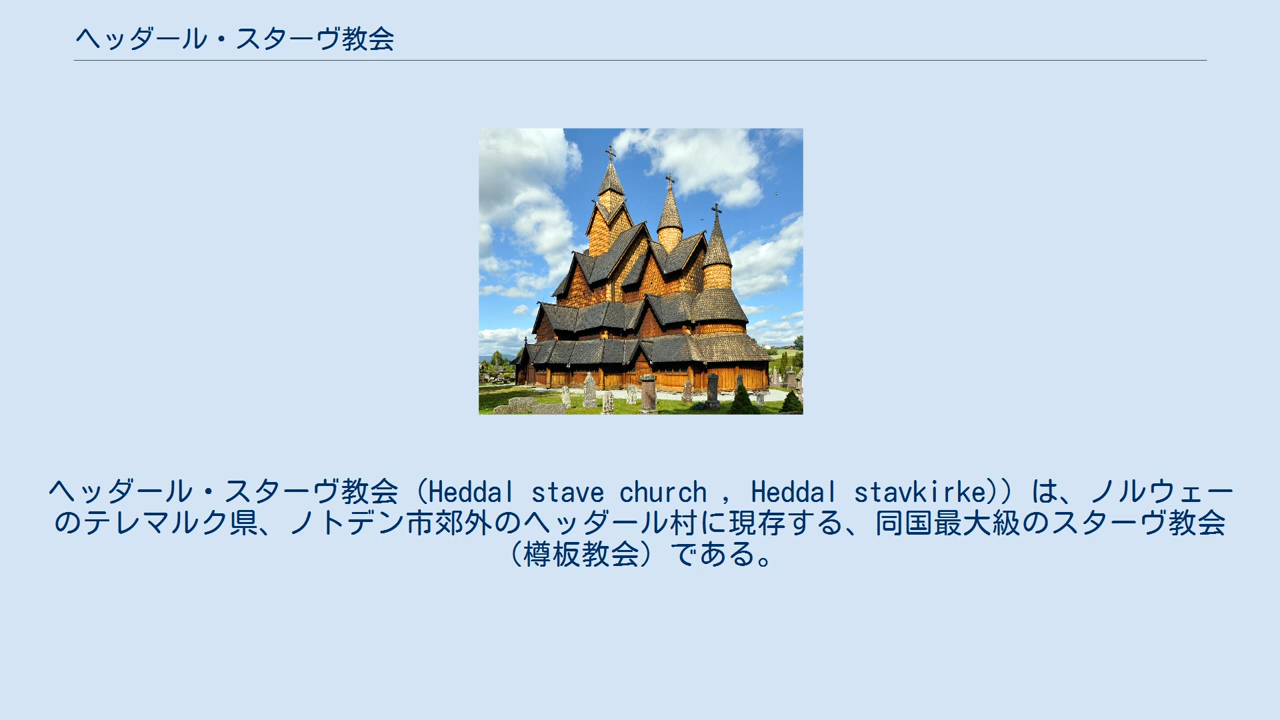 ヘッダール・スターヴ教会
ヘッダール・スターヴ教会（Heddal stave church , Heddal stavkirke)）は、ノルウェー
のテレマルク県、ノトデン市郊外のヘッダール村に現存する、同国最大級のスターヴ教会
（樽板教会）である。